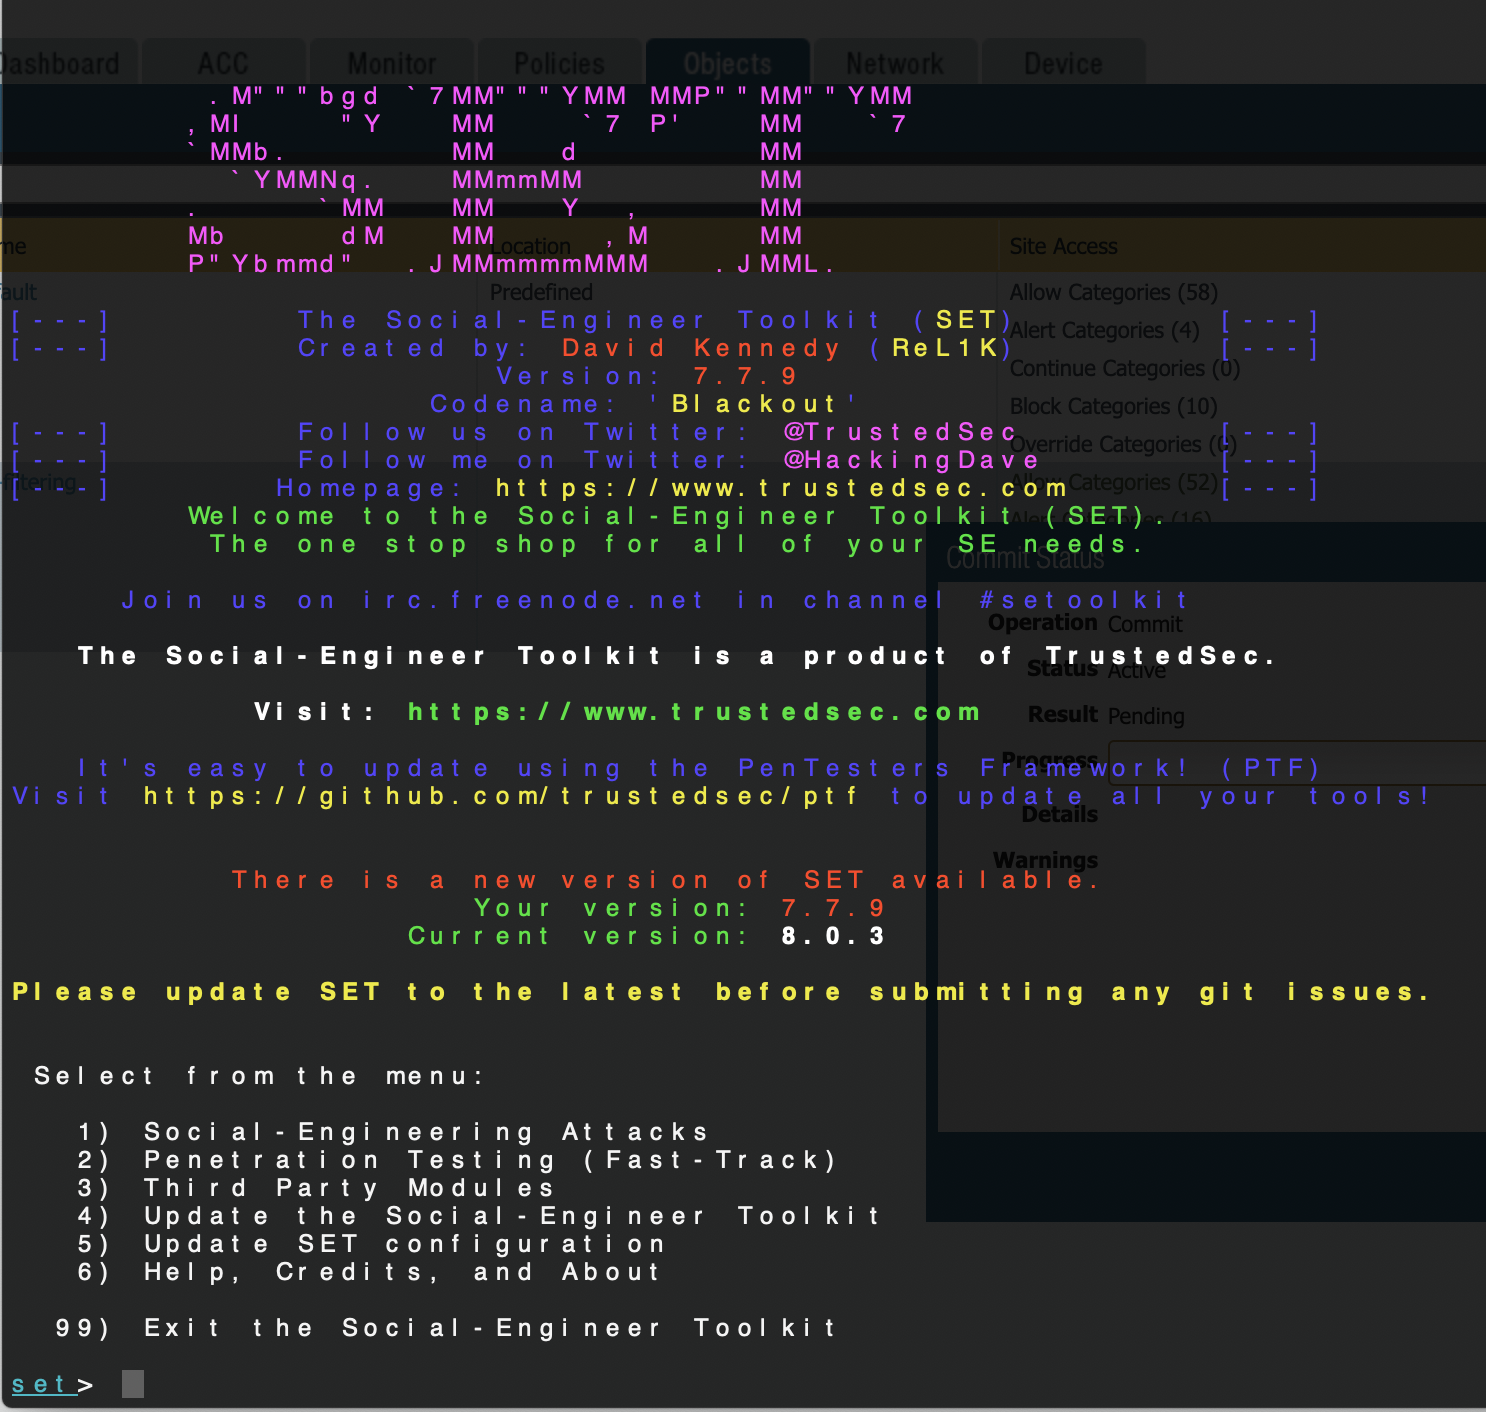 Dashboard ACC Monitor Policies Objects Network Device
. M"""bgd `7MM"""YMM MMP""MM""YMM
,MI "Y MM `7 P' MM `7
`MMb. MM d MM
`YMMNq. MMmmMM MM
. `MM MM Y , MM
Mb dM MM ,M MM
P"Ybmmd" .JMMmmmmMMM .JMML.
me Location Site Access
ault Predefined Allow Categories (58)
Alert Categories (4)
Continue Categories (0)
Block Categories (10)
Override Categories (0)
-filtering Allow Categories (52)
Alert Categories (16)
[---] The Social-Engineer Toolkit (SET) [---]
[---] Created by: David Kennedy (ReL1K) [---]
Version: 7.7.9
Codename: 'Blackout'
[---] Follow us on Twitter: @TrustedSec [---]
[---] Follow me on Twitter: @HackingDave [---]
[---] Homepage: https://www.trustedsec.com [---]
Welcome to the Social-Engineer Toolkit (SET).
The one stop shop for all of your SE needs.
Commit Status
Join us on irc.freenode.net in channel #setoolkit
Operation Commit
The Social-Engineer Toolkit is a product of TrustedSec.
Status Active
Visit: https://www.trustedsec.com
Result Pending
Progress
It's easy to update using the PenTesters Framework! (PTF)
Visit https://github.com/trustedsec/ptf to update all your tools!
Details
Warnings
There is a new version of SET available.
Your version: 7.7.9
Current version: 8.0.3
Please update SET to the latest before submitting any git issues.
Select from the menu:
1) Social-Engineering Attacks
2) Penetration Testing (Fast-Track)
3) Third Party Modules
4) Update the Social-Engineer Toolkit
5) Update SET configuration
6) Help, Credits, and About
99) Exit the Social-Engineer Toolkit
set>